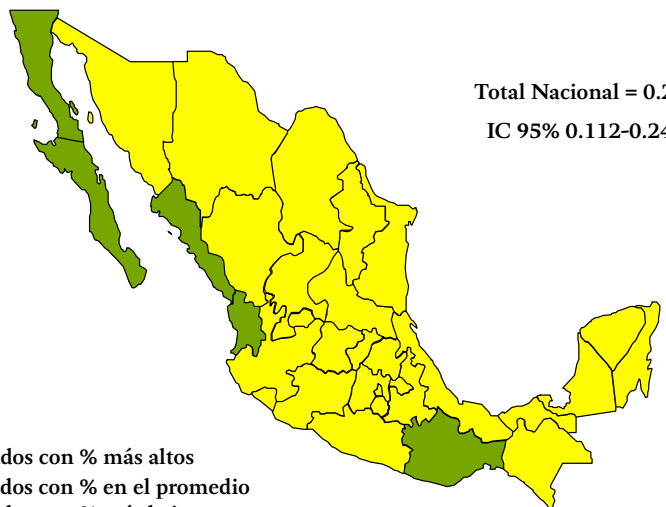 Total Nacional = 0.2
IC 95% 0.112-0.24
dos con % más altos
dos con % en el promedio